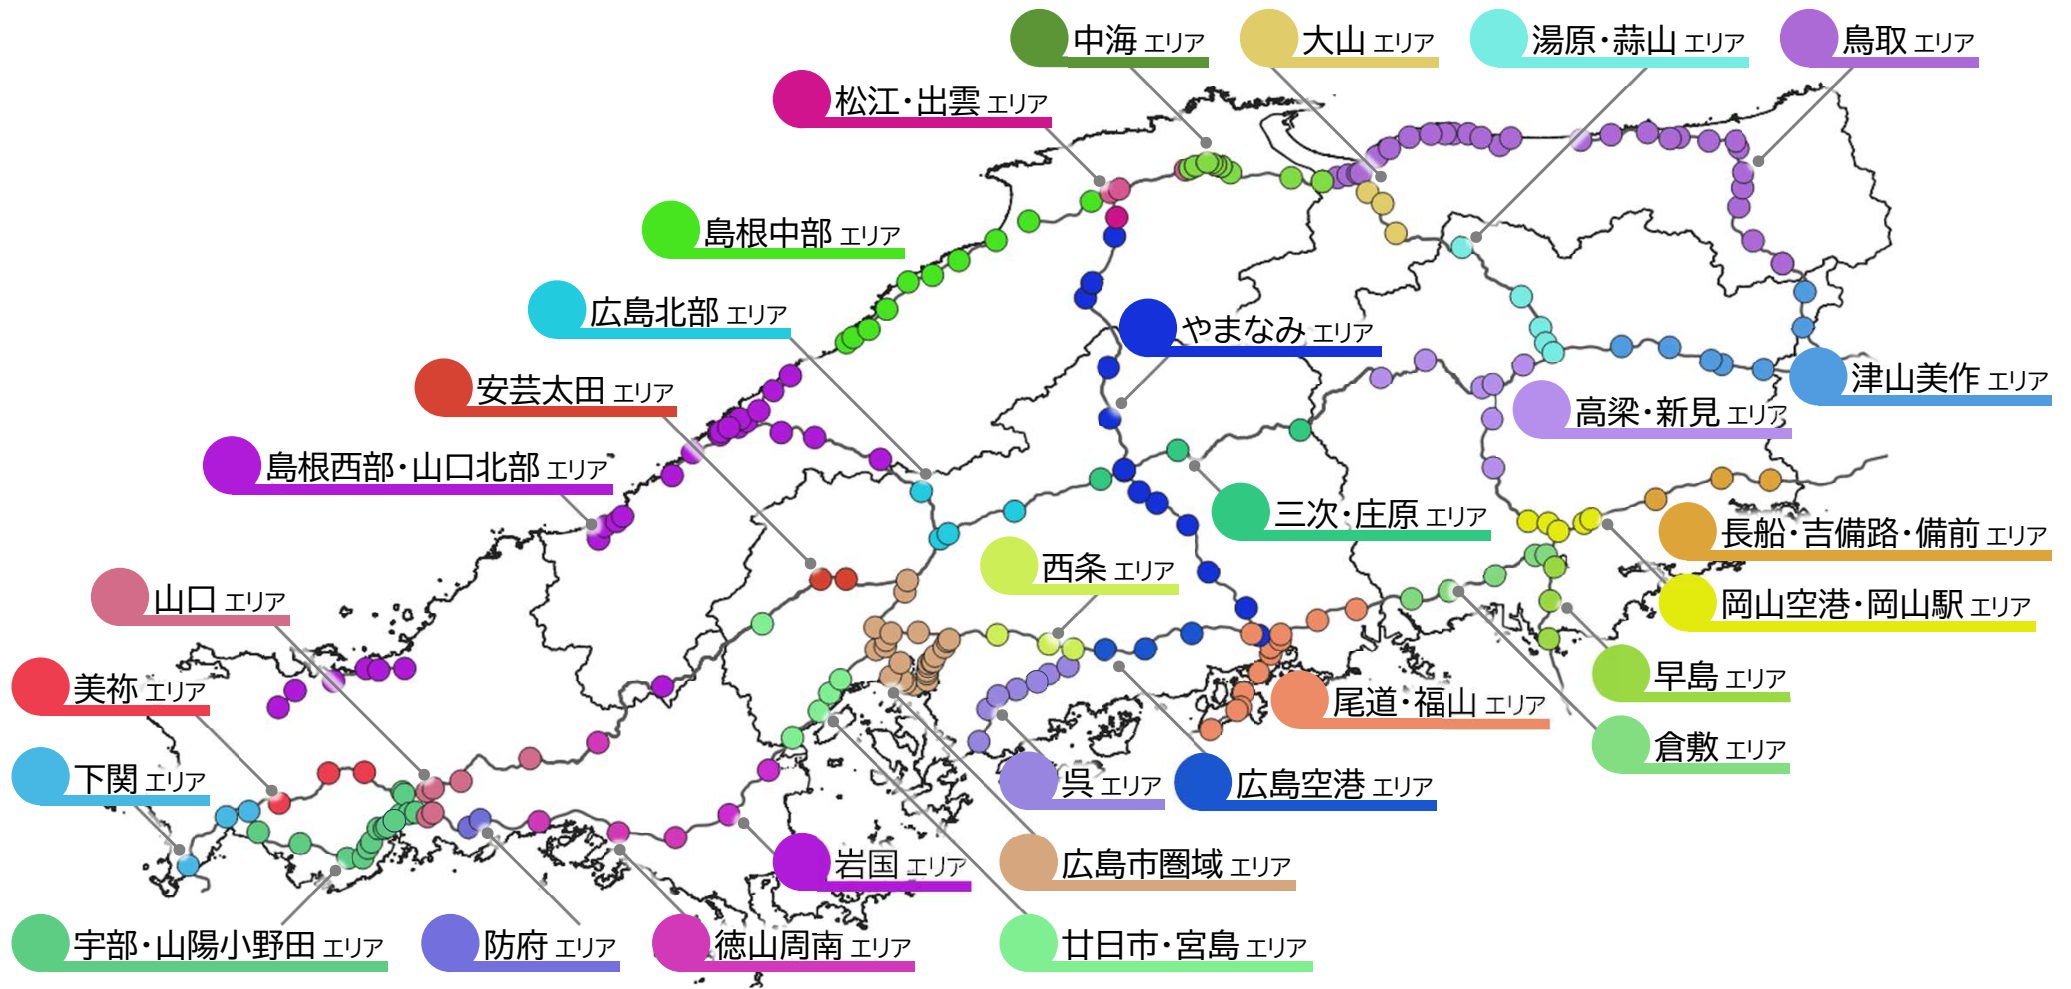 中海 エリア
大山 エリア
湯原・蒜山 エリア
鳥取 エリア
松江・出雲 エリア
島根中部 エリア
広島北部 エリア
やまなみ エリア
安芸太田 エリア
津山美作 エリア
高梁・新見 エリア
島根西部・山口北部 エリア
三次・庄原 エリア
長船・吉備路・備前 エリア
西条 エリア
山口 エリア
岡山空港・岡山駅 エリア
美祢 エリア
早島 エリア
尾道・福山 エリア
倉敷 エリア
下関 エリア
呉 エリア
広島空港 エリア
岩国 エリア
広島市圏域 エリア
宇部・山陽小野田 エリア
防府 エリア
徳山周南 エリア
廿日市・宮島 エリア